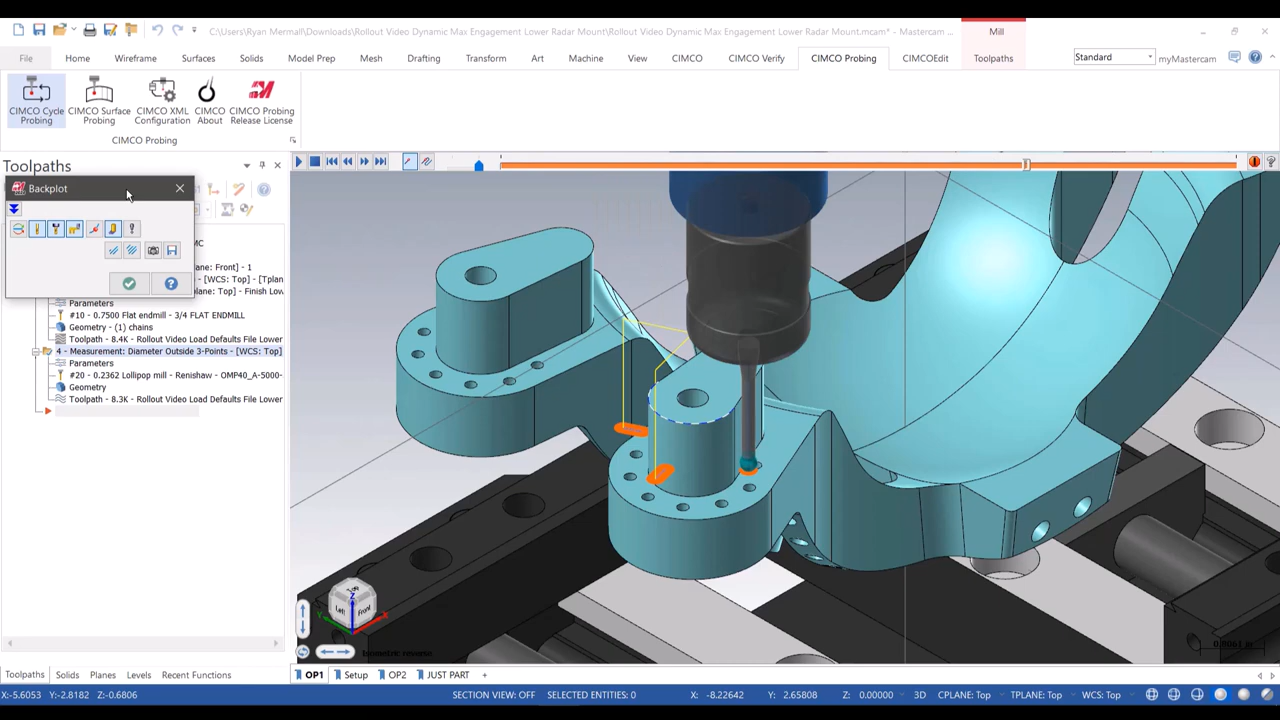 C:\Users\Ryan Mermall\Downloads\Rollout Video Dynamic Max Engagement Lower Radar Mount\Rollout Video Dynamic Max Engagement Lower Radar Mount.mcam* - Mastercam ...
Mill
File Home Wireframe Surfaces Solids Model Prep Mesh Drafting Transform Art Machine View CIMCO CIMCO Verify CIMCO Probing CIMCOEdit Toolpaths
Standard
myMastercam
CIMCO Cycle Probing
CIMCO Surface Probing
CIMCO XML Configuration
CIMCO About
CIMCO Probing Release License
CIMCO Probing
Toolpaths
Backplot
MC
ane: Front] - 1
- [WCS: Top] - [Tplan
ane: Top] - Finish Low
Parameters
#10 - 0.7500 Flat endmill - 3/4 FLAT ENDMILL
Geometry - (1) chains
Toolpath - 8.4K - Rollout Video Load Defaults File Lower
4 - Measurement: Diameter Outside 3-Points - [WCS: Top]
Parameters
#20 - 0.2362 Lollipop mill - Renishaw - OMP40_A-5000-
Geometry
Toolpath - 8.3K - Rollout Video Load Defaults File Lower
Left
Front
Z
Y
X
Toolpaths Solids Planes Levels Recent Functions
OP1 Setup OP2 JUST PART +
X:-5.6053 Y:-2.8182 Z:-0.6806
SECTION VIEW: OFF SELECTED ENTITIES: 0 X: -8.22642 Y: 2.65808 Z: 0.00000 3D CPLANE: Top TPLANE: Top WCS: Top